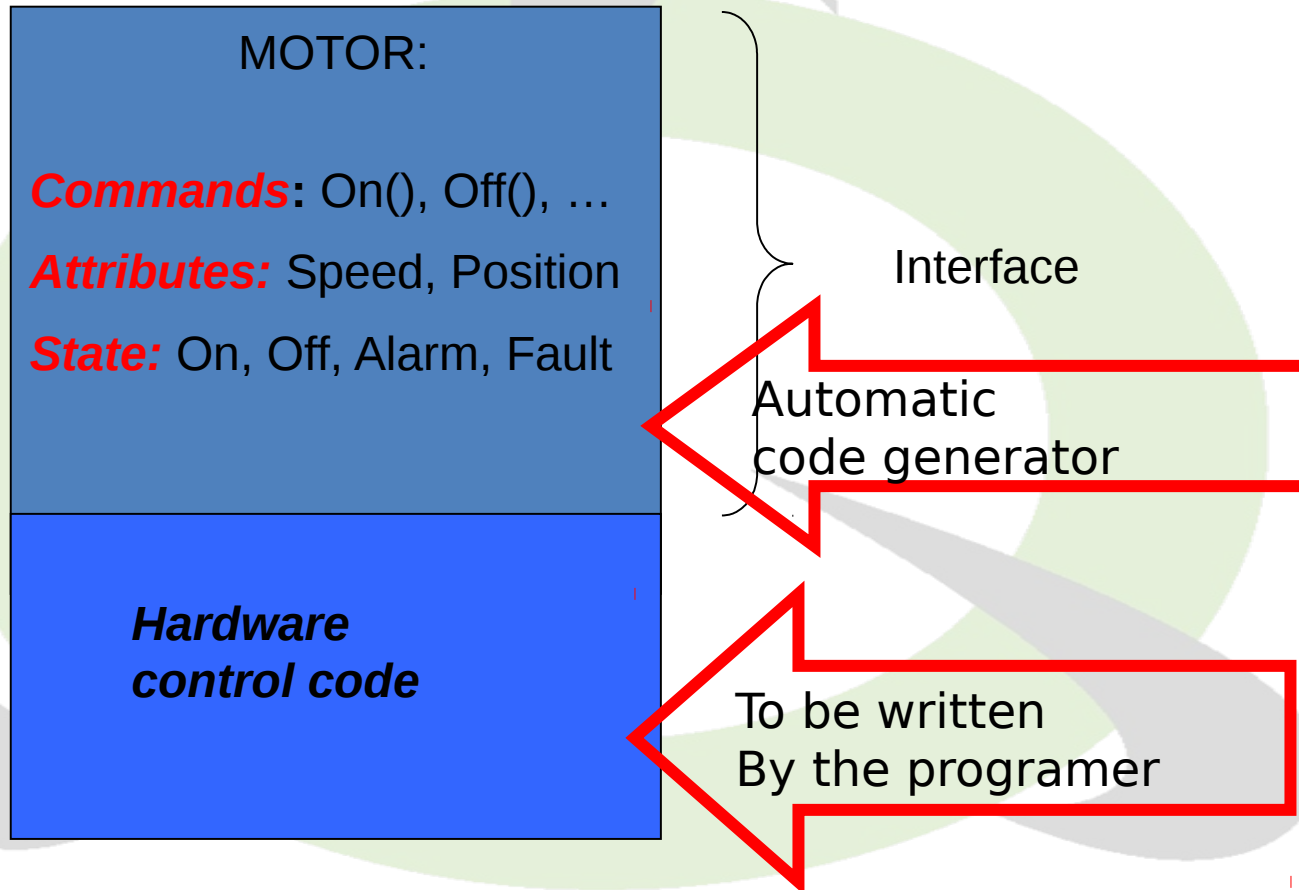 MOTOR:
Commands: On(), Off(), …
Attributes: Speed, Position
State: On, Off, Alarm, Fault
Interface
Automatic
code generator
Hardware
control code
To be written
By the programer